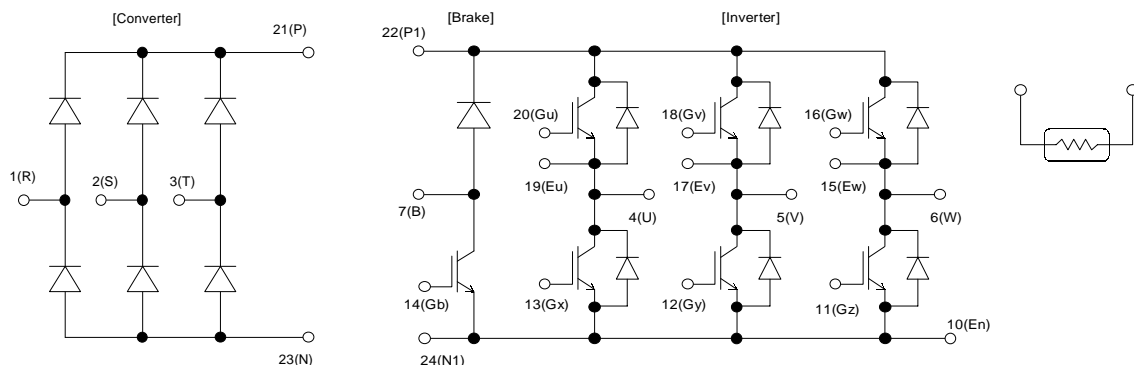 [Converter]
[Brake]
[Inverter]
21(P)
22(P1)
20(Gu)
18(Gv)
16(Gw)
1(R)
2(S)
3(T)
19(Eu)
17(Ev)
15(Ew)
7(B)
4(U)
5(V)
6(W)
14(Gb)
13(Gx)
12(Gy)
11(Gz)
10(En)
23(N)
24(N1)